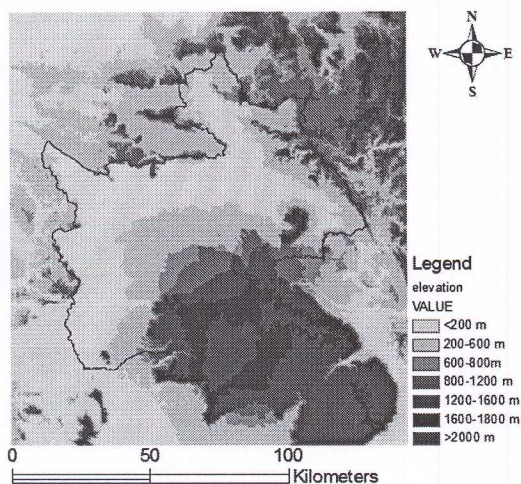 N
W E
S
Legend
elevation
VALUE
<200 m
200-600 m
600-800m
800-1200 m
1200-1600 m
1600-1800 m
>2000 m
0 50 100
Kilometers